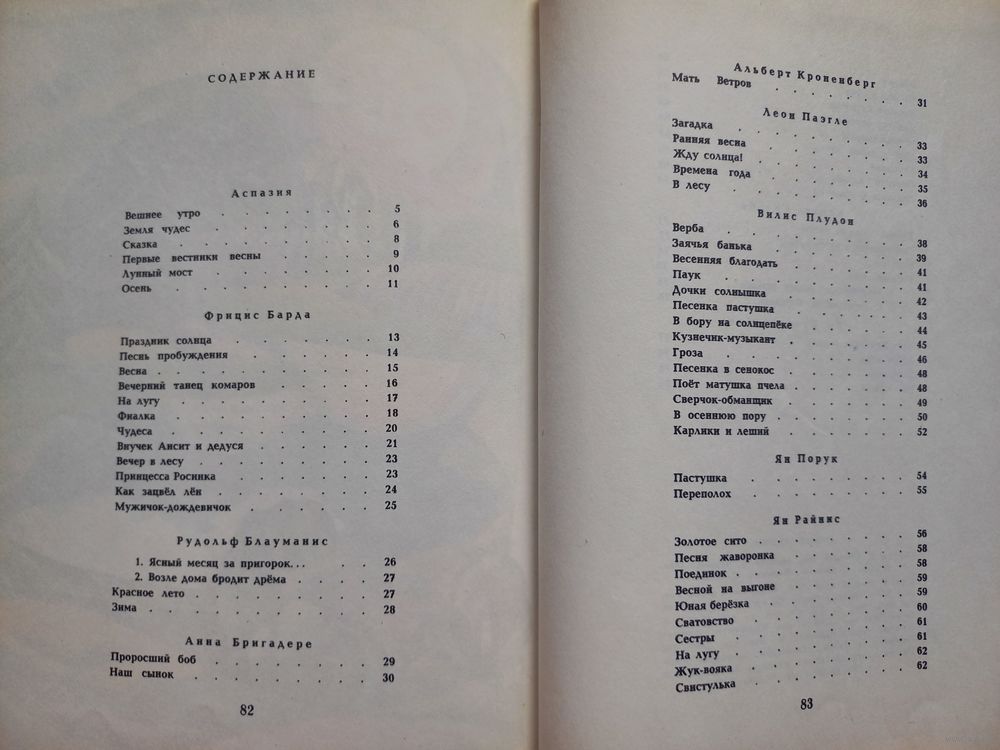 СОДЕРЖАНИЕ
Аспазия
Вешнее утро . . . . . . . . 5
Земля чудес . . . . . . . . 6
Сказка . . . . . . . . 8
Первые вестники весны . . . . . 9
Лунный мост . . . . . . . . 10
Осень . . . . . . . . 11
Фрицис Барда
Праздник солнца . . . . . . . 13
Песнь пробуждения . . . . . . 14
Весна . . . . . . . . . 15
Вечерний танец комаров . . . . . 16
На лугу . . . . . . . . 17
Фиалка . . . . . . . . 18
Чудеса . . . . . . . . 20
Внучек Ансит и дедуся . . . . . 21
Вечер в лесу . . . . . . . 23
Принцесса Росинка . . . . . . 23
Как зацвёл лён . . . . . . . 24
Мужичок-дождевичок . . . . . 25
Рудольф Блауманис
1. Ясный месяц за пригорок... . . 26
2. Возле дома бродит дрёма . . . . 27
Красное лето . . . . . . . . 27
Зима . . . . . . . . . 28
Анна Бригадере
Проросший боб . . . . . . . 29
Наш сынок . . . . . . . . 30
82
Альберт Кроненберг
Мать Ветров . . . . . . . . 31
Леон Паэгле
Загадка . . . . . . . . 33
Ранняя весна . . . . . . . 33
Жду солнца! . . . . . . . 34
Времена года . . . . . . . 35
В лесу . . . . . . . . 36
Вилис Плудон
Верба . . . . . . . . 38
Заячья банька . . . . . . . 39
Весенняя благодать . . . . . . 41
Паук . . . . . . . . 41
Дочки солнышка . . . . . . 42
Песенка пастушка . . . . . . 43
В бору на солнцепёке . . . . . 44
Кузнечик-музыкант . . . . . . 45
Гроза . . . . . . . . 46
Песенка в сенокос . . . . . . 48
Поёт матушка пчела . . . . . . 48
Сверчок-обманщик . . . . . . 49
В осеннюю пору . . . . . . . 50
Карлики и леший . . . . . . 52
Ян Порук
Пастушка . . . . . . . 54
Переполох . . . . . . . 55
Ян Райнис
Золотое сито . . . . . . . 56
Песня жаворонка . . . . . . 58
Поединок . . . . . . . . 58
Весной на выгоне . . . . . . 59
Юная берёзка . . . . . . . 59
Сватовство . . . . . . . 60
Сестры . . . . . . . . 61
На лугу . . . . . . . . 61
Жук-вояка . . . . . . . 62
Свистулька . . . . . . . 62
83